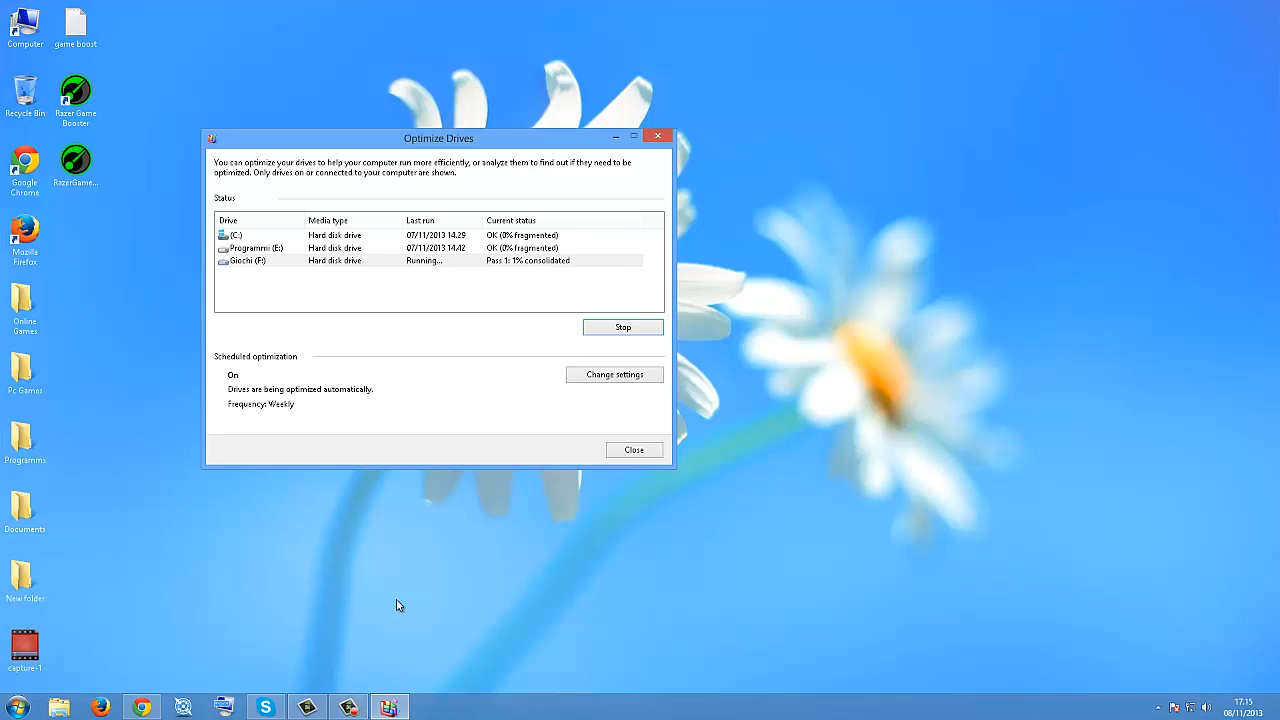 Computer
game boost
Recycle Bin
Razer Game
Booster
Google
Chrome
RazerGame...
Mozilla
Firefox
Online
Games
Pc Games
Programms
Documents
New folder
capture-1
Optimize Drives
You can optimize your drives to help your computer run more efficiently, or analyze them to find out if they need to be
optimized. Only drives on or connected to your computer are shown.
Status
Drive Media type Last run Current status
(C:) Hard disk drive 07/11/2013 14.29 OK (0% fragmented)
Programmi (E:) Hard disk drive 07/11/2013 14.42 OK (0% fragmented)
Giochi (F:) Hard disk drive Running... Pass 1: 1% consolidated
Stop
Scheduled optimization
On
Change settings
Drives are being optimized automatically.
Frequency: Weekly
Close
17.15
08/11/2013